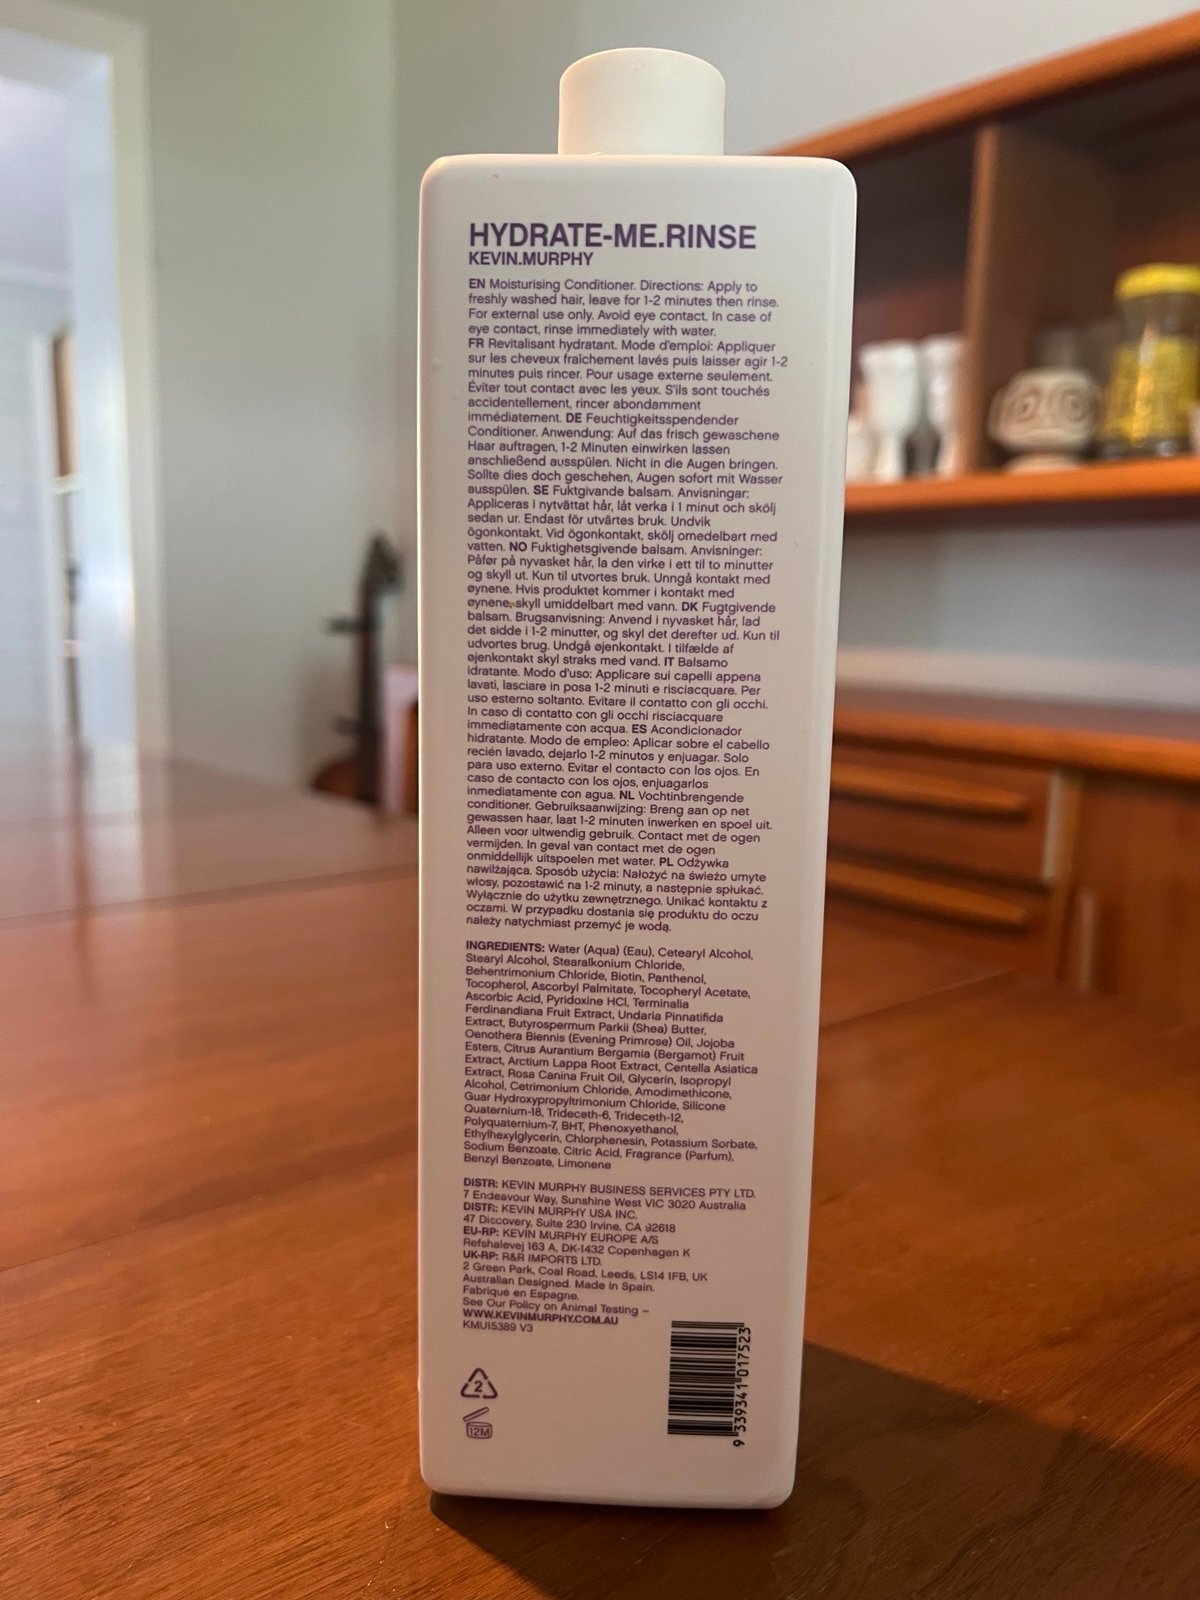 HYDRATE-ME.RINSE
KEVIN.MURPHY
EN Moisturising Conditioner. Directions: Apply to
freshly washed hair, leave for 1-2 minutes then rinse.
For external use only. Avoid eye contact. In case of
eye contact, rinse immediately with water.
FR Revitalisant hydratant. Mode d'emploi: Appliquer
sur les cheveux fraîchement lavés puis laisser agir 1-2
minutes puis rincer. Pour usage externe seulement.
Éviter tout contact avec les yeux. S'ils sont touchés
accidentellement, rincer abondamment
immédiatement. DE Feuchtigkeitsspendender
Conditioner. Anwendung: Auf das frisch gewaschene
Haar auftragen, 1-2 Minuten einwirken lassen
anschließend ausspülen. Nicht in die Augen bringen.
Sollte dies doch geschehen, Augen sofort mit Wasser
ausspülen. SE Fuktgivande balsam. Anvisningar:
Appliceras i nytvättat hår, låt verka i 1 minut och skölj
sedan ur. Endast för utvärtes bruk. Undvik
ögonkontakt. Vid ögonkontakt, skölj omedelbart med
vatten. NO Fuktighetsgivende balsam. Anvisninger:
Påfør på nyvasket hår, la den virke i ett til to minutter
og skyll ut. Kun til utvortes bruk. Unngå kontakt med
øynene. Hvis produktet kommer i kontakt med
øynene, skyll umiddelbart med vann. DK Fugtgivende
balsam. Brugsanvisning: Anvend i nyvasket hår, lad
det sidde i 1-2 minutter, og skyl det derefter ud. Kun til
udvortes brug. Undgå øjenkontakt. I tilfælde af
øjenkontakt skyl straks med vand. IT Balsamo
idratante. Modo d'uso: Applicare sui capelli appena
lavati, lasciare in posa 1-2 minuti e risciacquare. Per
uso esterno soltanto. Evitare il contatto con gli occhi.
In caso di contatto con gli occhi risciacquare
immediatamente con acqua. ES Acondicionador
hidratante. Modo de empleo: Aplicar sobre el cabello
recién lavado, dejarlo 1-2 minutos y enjuagar. Solo
para uso externo. Evitar el contacto con los ojos. En
caso de contacto con los ojos, enjuagarlos
inmediatamente con agua. NL Vochtinbrengende
conditioner. Gebruiksaanwijzing: Breng aan op net
gewassen haar, laat 1-2 minuten inwerken en spoel uit.
Alleen voor uitwendig gebruik. Contact met de ogen
vermijden. In geval van contact met de ogen
onmiddellijk uitspoelen met water. PL Odżywka
nawilżająca. Sposób użycia: Nałożyć na świeżo umyte
włosy, pozostawić na 1-2 minuty, a następnie spłukać.
Wyłącznie do użytku zewnętrznego. Unikać kontaktu z
oczami. W przypadku dostania się produktu do oczu
należy natychmiast przemyć je wodą.
INGREDIENTS: Water (Aqua) (Eau), Cetearyl Alcohol,
Stearyl Alcohol, Stearalkonium Chloride,
Behentrimonium Chloride, Biotin, Panthenol,
Tocopherol, Ascorbyl Palmitate, Tocopheryl Acetate,
Ascorbic Acid, Pyridoxine HCI, Terminalia
Ferdinandiana Fruit Extract, Undaria Pinnatifida
Extract, Butyrospermum Parkii (Shea) Butter,
Oenothera Biennis (Evening Primrose) Oil, Jojoba
Esters, Citrus Aurantium Bergamia (Bergamot) Fruit
Extract, Arctium Lappa Root Extract, Centella Asiatica
Extract, Rosa Canina Fruit Oil, Glycerin, Isopropyl
Alcohol, Cetrimonium Chloride, Amodimethicone,
Guar Hydroxypropyltrimonium Chloride, Silicone
Quaternium-18, Trideceth-6, Trideceth-12,
Polyquaternium-7, BHT, Phenoxyethanol,
Ethylhexylglycerin, Chlorphenesin, Potassium Sorbate,
Sodium Benzoate, Citric Acid, Fragrance (Parfum),
Benzyl Benzoate, Limonene
DISTR: KEVIN MURPHY BUSINESS SERVICES PTY LTD.
7 Endeavour Way, Sunshine West VIC 3020 Australia
DISTR: KEVIN MURPHY USA INC.
47 Discovery, Suite 230 Irvine, CA 92618
EU-RP: KEVIN MURPHY EUROPE A/S
Refshalevej 163 A, DK-1432 Copenhagen K
UK-RP: R&R IMPORTS LTD.
2 Green Park, Coal Road, Leeds, LS14 1FB, UK
Australian Designed. Made in Spain.
Fabriqué en Espagne.
See Our Policy on Animal Testing –
WWW.KEVINMURPHY.COM.AU
KMU15389 V3
2
12M
9 339341 017523